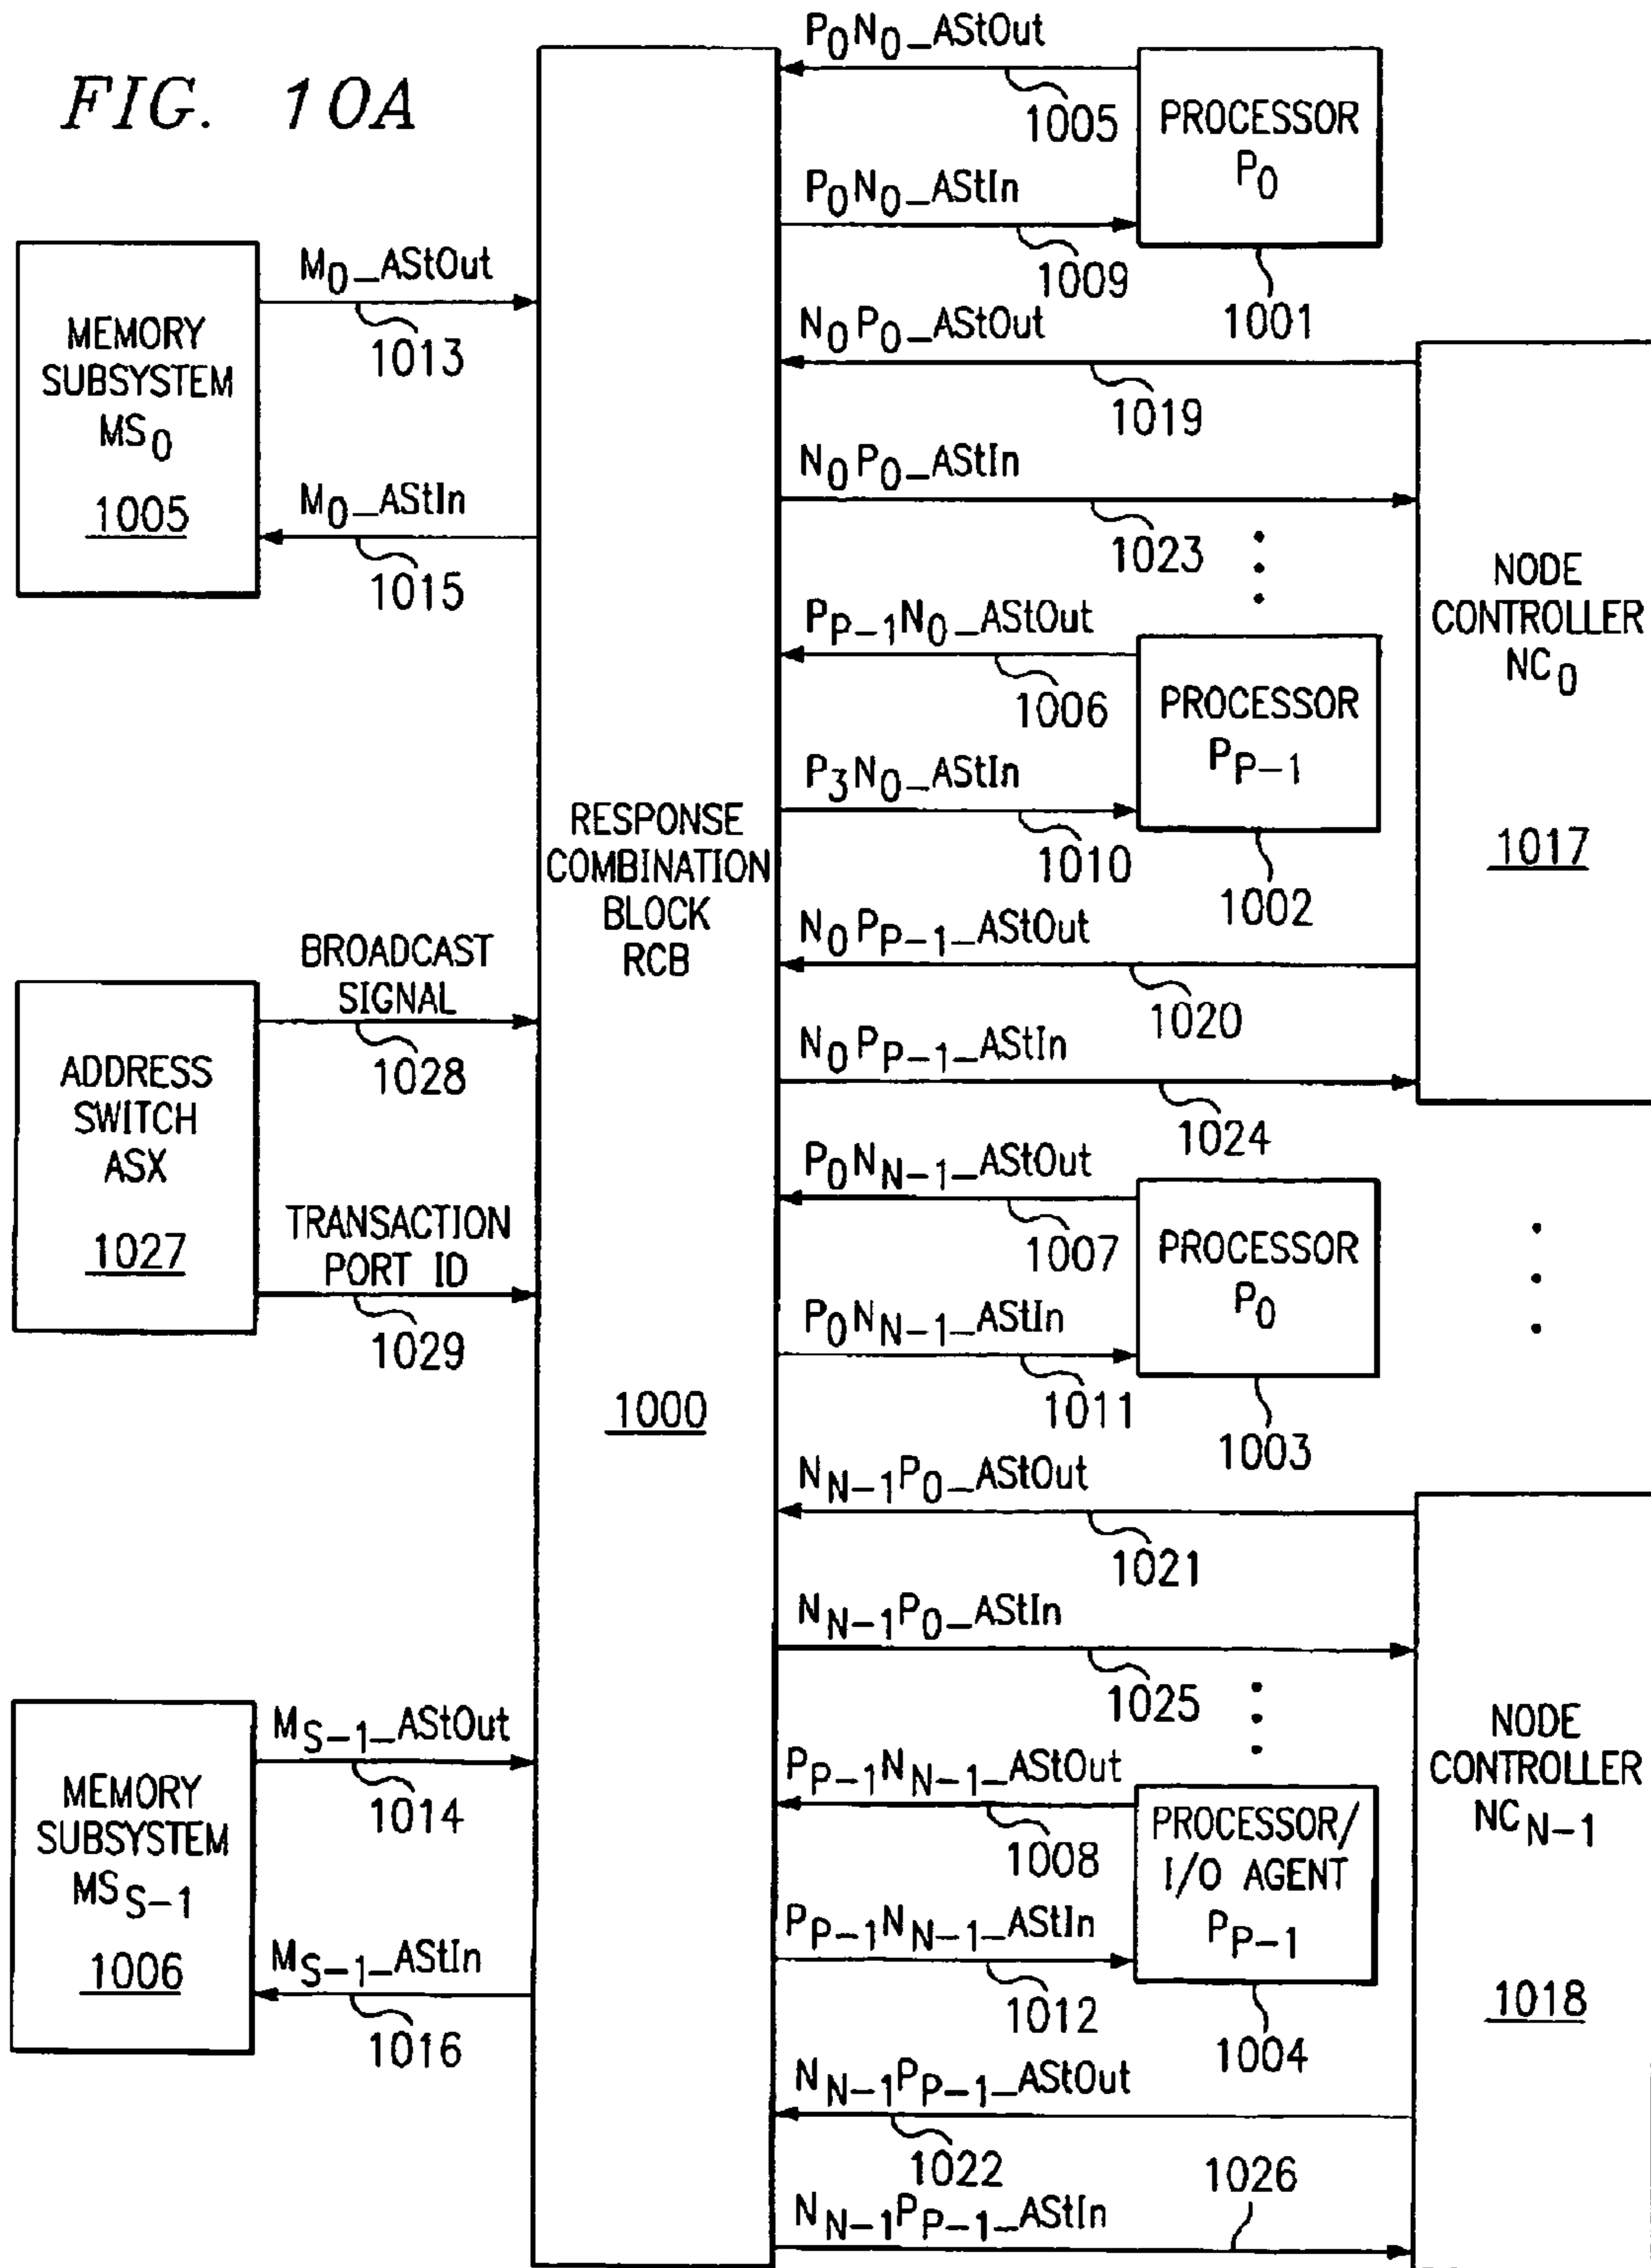 FIG. 10A
P0N0_AStOut
1005
PROCESSOR
P0
P0N0_AStIn
1009
1001
M0_AStOut
1013
MEMORY
SUBSYSTEM
MS0
1005
M0_AStIn
1015
N0P0_AStOut
1019
N0P0_AStIn
1023
NODE
CONTROLLER
NC0
1017
PP-1N0_AStOut
1006
PROCESSOR
PP-1
P3N0_AStIn
1010
1002
RESPONSE
COMBINATION
BLOCK
RCB
1000
N0PP-1_AStOut
1020
N0PP-1_AStIn
1024
BROADCAST
SIGNAL
1028
ADDRESS
SWITCH
ASX
1027
TRANSACTION
PORT ID
1029
P0NN-1_AStOut
1007
PROCESSOR
P0
P0NN-1_AStIn
1011
1003
NN-1P0_AStOut
1021
NN-1P0_AStIn
1025
NODE
CONTROLLER
NCN-1
1018
MS-1_AStOut
1014
MEMORY
SUBSYSTEM
MSS-1
1006
MS-1_AStIn
1016
PP-1NN-1_AStOut
1008
PROCESSOR/
I/O AGENT
PP-1
PP-1NN-1_AStIn
1012
1004
NN-1PP-1_AStOut
1022
1026
NN-1PP-1_AStIn